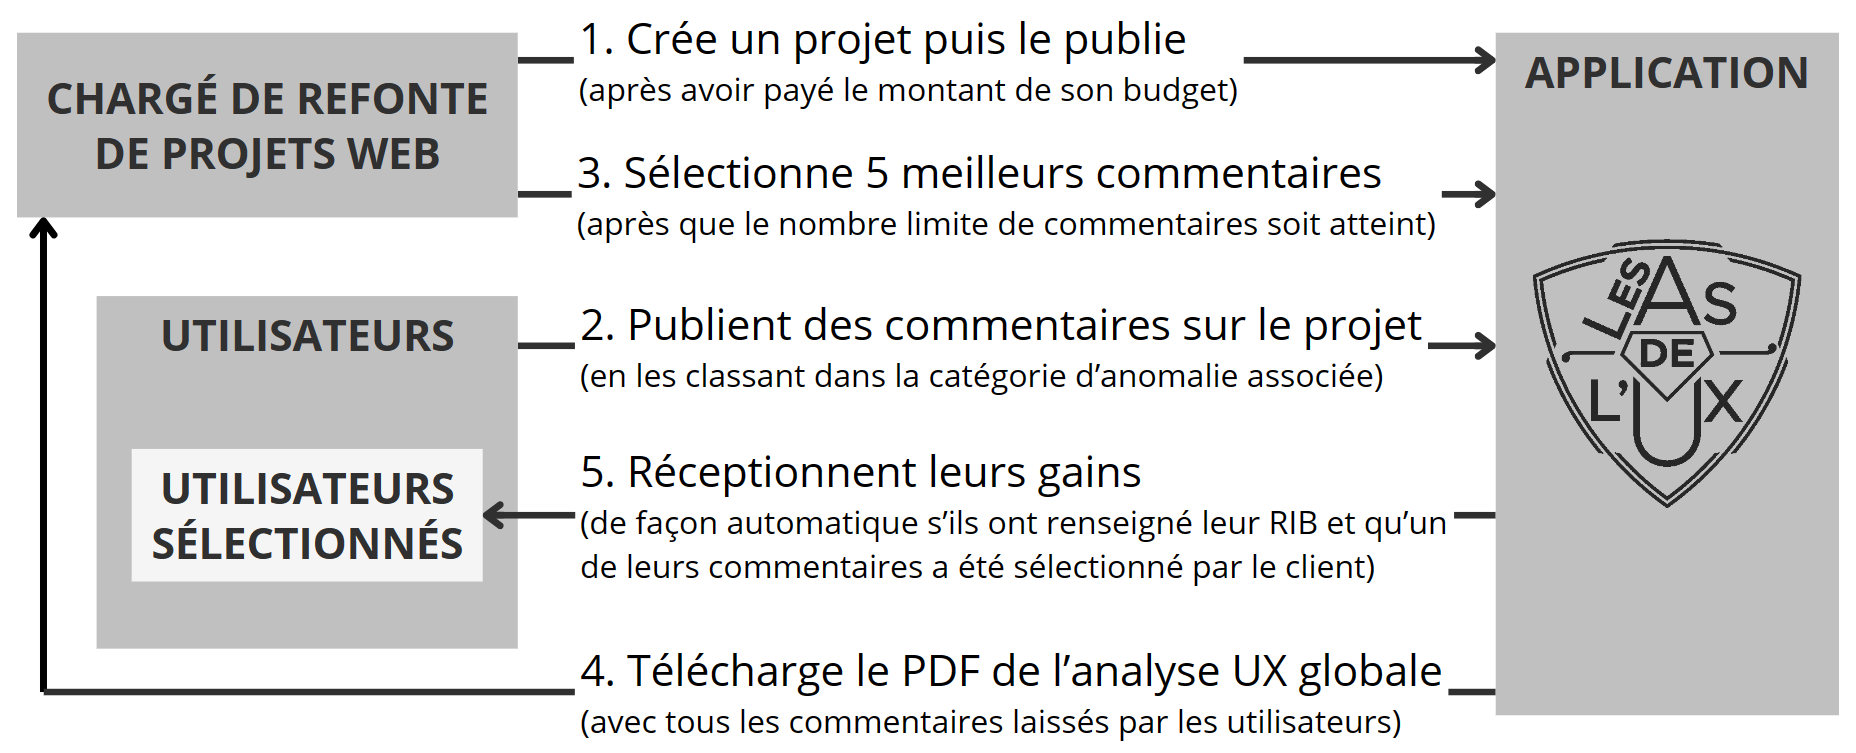 CHARGÉ DE REFONTE
DE PROJETS WEB
1. Crée un projet puis le publie
(après avoir payé le montant de son budget)
3. Sélectionne 5 meilleurs commentaires
(après que le nombre limite de commentaires soit atteint)
UTILISATEURS
2. Publient des commentaires sur le projet
(en les classant dans la catégorie d’anomalie associée)
UTILISATEURS
SÉLECTIONNÉS
5. Réceptionnent leurs gains
(de façon automatique s’ils ont renseigné leur RIB et qu’un
de leurs commentaires a été sélectionné par le client)
4. Télécharge le PDF de l’analyse UX globale
(avec tous les commentaires laissés par les utilisateurs)
APPLICATION
LES AS
DE
L’UX